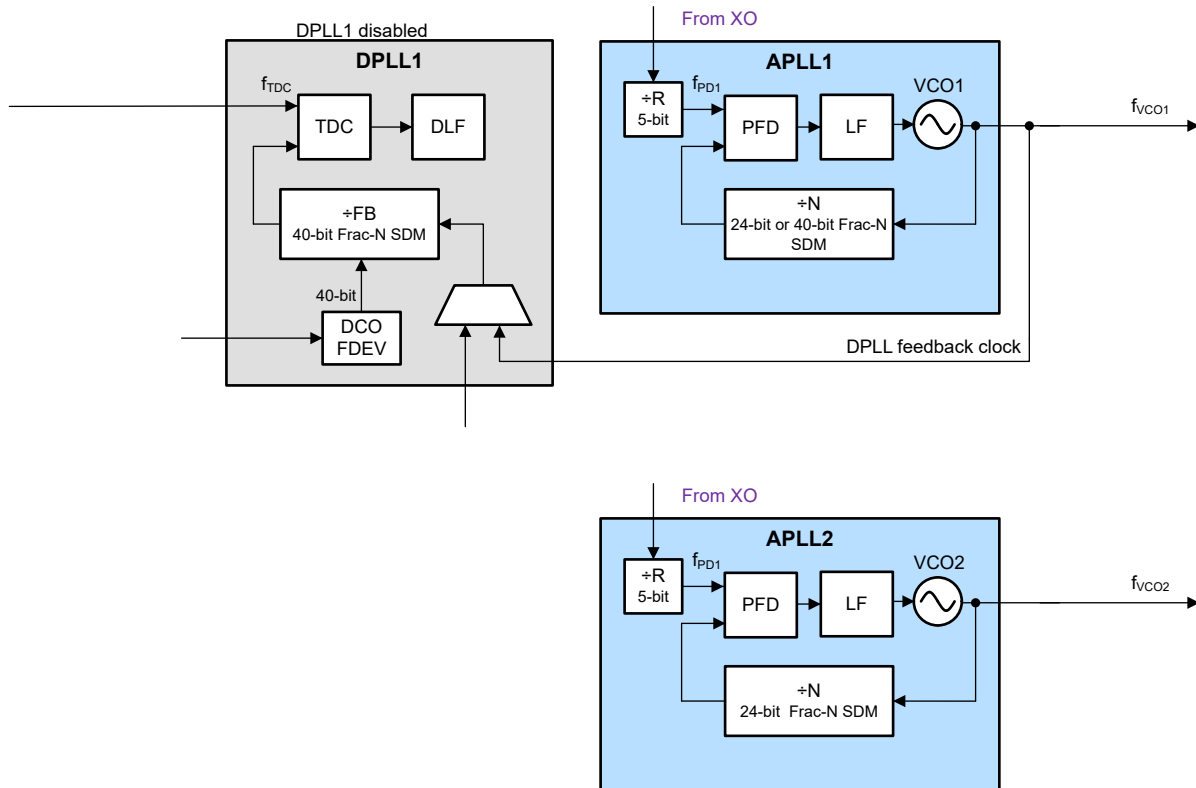 DPLL1 disabled
DPLL1
fTDC
TDC
DLF
÷FB
40-bit Frac-N SDM
40-bit
DCO
FDEV
From XO
APLL1
÷R
5-bit
fPD1
PFD
LF
VCO1
fVCO1
÷N
24-bit or 40-bit Frac-N
SDM
DPLL feedback clock
From XO
APLL2
÷R
5-bit
fPD1
PFD
LF
VCO2
fVCO2
÷N
24-bit Frac-N SDM